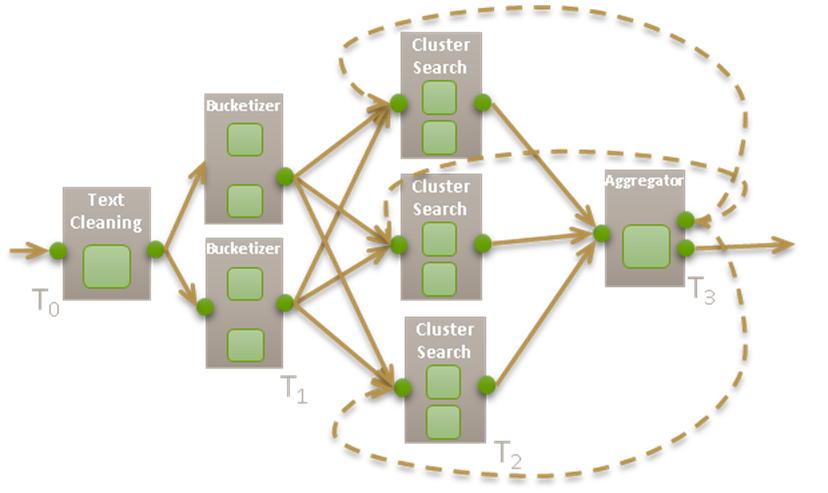 Text
Cleaning
T0
Bucketizer
Bucketizer
T1
Cluster
Search
Cluster
Search
Cluster
Search
T2
Aggregator
T3